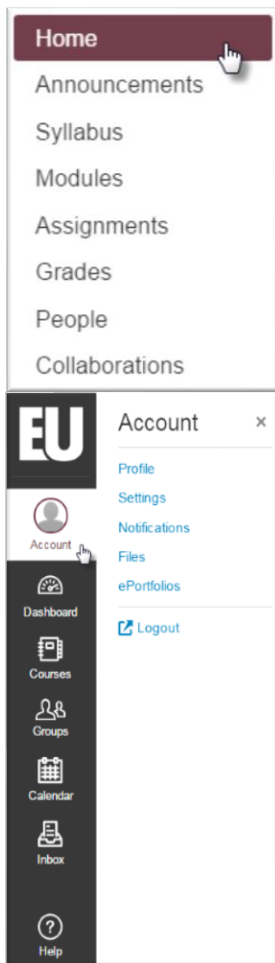 Home
Announcements
Syllabus
Modules
Assignments
Grades
People
Collaborations
EU
Account
Dashboard
Courses
Groups
Calendar
Inbox
Help
Account ×
Profile
Settings
Notifications
Files
ePortfolios
Logout